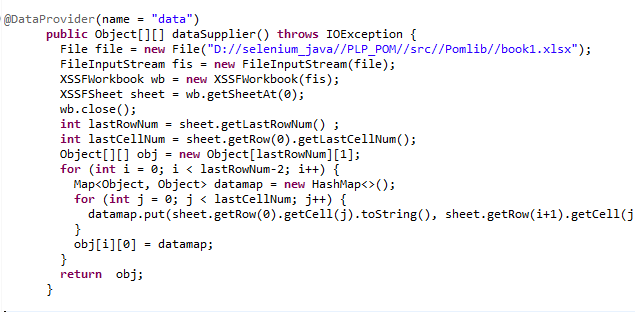 @DataProvider(name = "data")
public Object[][] dataSupplier() throws IOException {
File file = new File("D://selenium_java//PLP_POM//src//Pomlib//book1.xlsx");
FileInputStream fis = new FileInputStream(file);
XSSFWorkbook wb = new XSSFWorkbook(fis);
XSSFSheet sheet = wb.getSheetAt(0);
wb.close();
int lastRowNum = sheet.getLastRowNum() ;
int lastCellNum = sheet.getRow(0).getLastCellNum();
Object[][] obj = new Object[lastRowNum][1];
for (int i = 0; i < lastRowNum-2; i++) {
Map<Object, Object> datamap = new HashMap<>();
for (int j = 0; j < lastCellNum; j++) {
datamap.put(sheet.getRow(0).getCell(j).toString(), sheet.getRow(i+1).getCell(j
}
obj[i][0] = datamap;
}
return  obj;
}